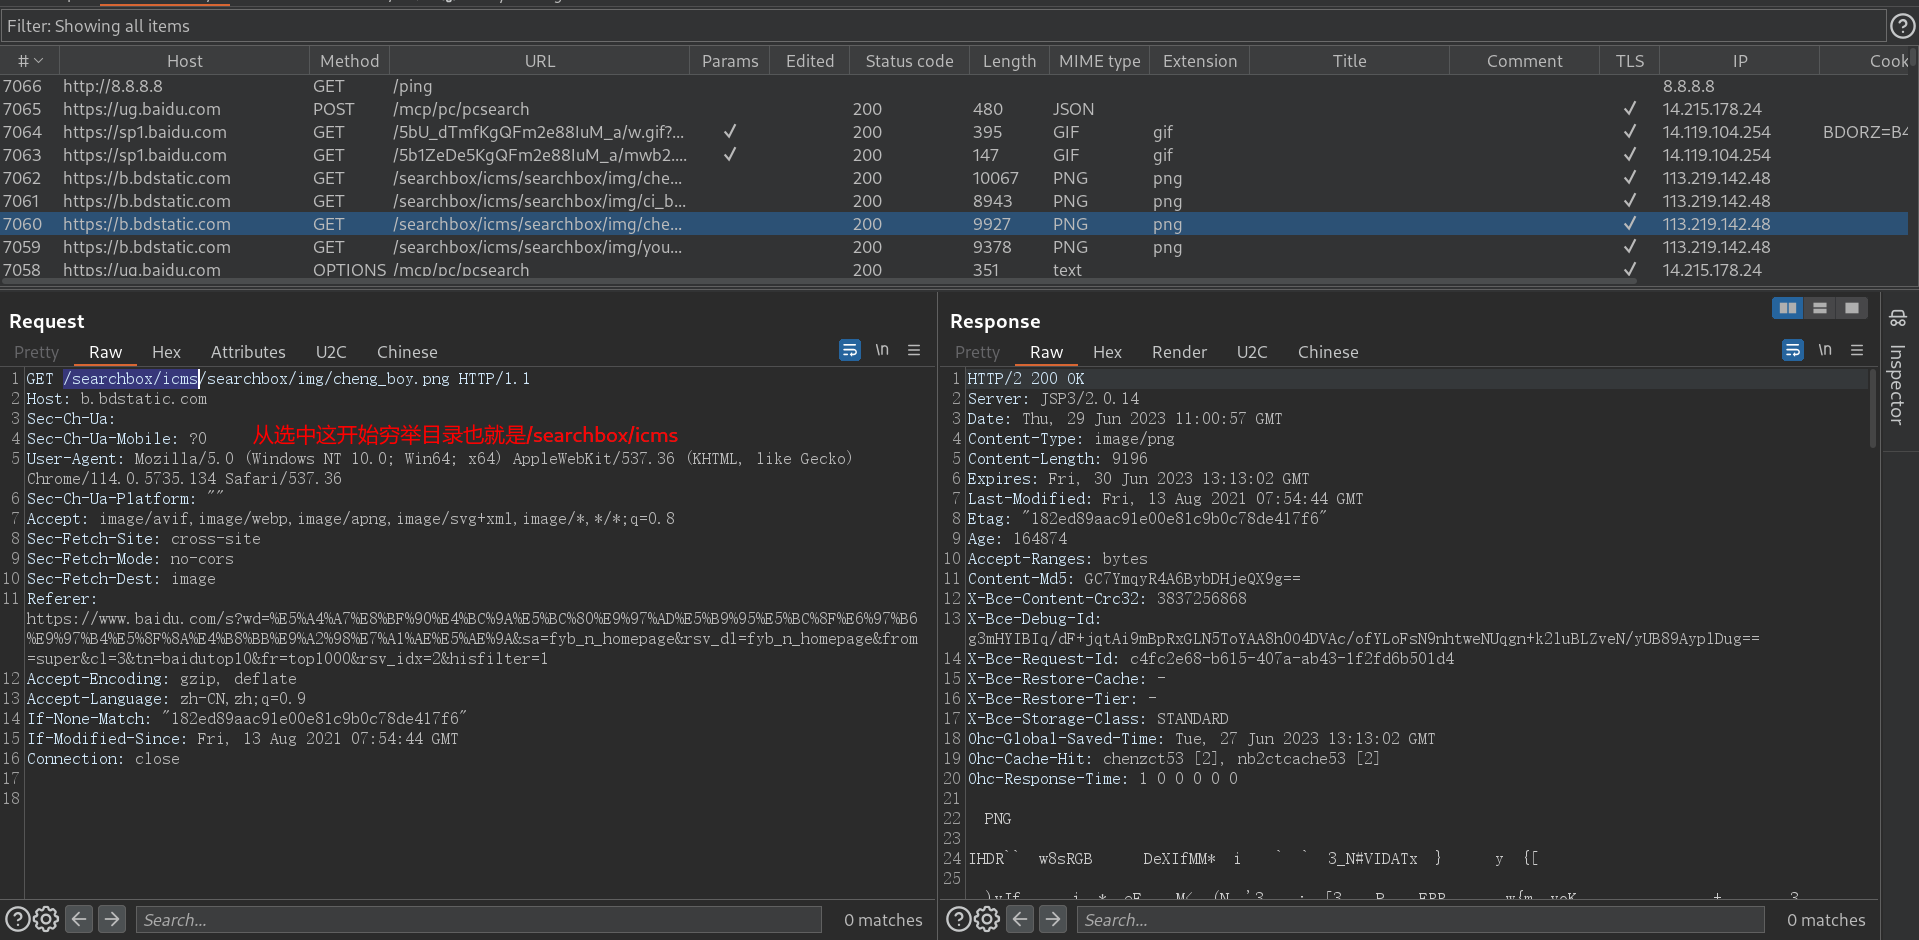 Filter: Showing all items
# Host Method URL Params Edited Status code Length MIME type Extension Title Comment TLS IP Cook
7066 http://8.8.8.8 GET /ping 8.8.8.8
7065 https://ug.baidu.com POST /mcp/pc/pcsearch 200 480 JSON ✓ 14.215.178.24
7064 https://sp1.baidu.com GET /5bU_dTmfKgQFm2e88IuM_a/w.gif?... ✓ 200 395 GIF gif ✓ 14.119.104.254 BDORZ=B4
7063 https://sp1.baidu.com GET /5b1ZeDe5KgQFm2e88IuM_a/mwb2.... ✓ 200 147 GIF gif ✓ 14.119.104.254
7062 https://b.bdstatic.com GET /searchbox/icms/searchbox/img/che... 200 10067 PNG png ✓ 113.219.142.48
7061 https://b.bdstatic.com GET /searchbox/icms/searchbox/img/ci_b... 200 8943 PNG png ✓ 113.219.142.48
7060 https://b.bdstatic.com GET /searchbox/icms/searchbox/img/che... 200 9927 PNG png ✓ 113.219.142.48
7059 https://b.bdstatic.com GET /searchbox/icms/searchbox/img/you... 200 9378 PNG png ✓ 113.219.142.48
7058 https://ug.baidu.com OPTIONS /mcp/pc/pcsearch 200 351 text ✓ 14.215.178.24
Request
Pretty Raw Hex Attributes U2C Chinese \n
1 GET /searchbox/icms/searchbox/img/cheng_boy.png HTTP/1.1
2 Host: b.bdstatic.com
3 Sec-Ch-Ua:
4 Sec-Ch-Ua-Mobile: ?0
从选中这开始穷举目录也就是/searchbox/icms
5 User-Agent: Mozilla/5.0 (Windows NT 10.0; Win64; x64) AppleWebKit/537.36 (KHTML, like Gecko)
Chrome/114.0.5735.134 Safari/537.36
6 Sec-Ch-Ua-Platform: ""
7 Accept: image/avif,image/webp,image/apng,image/svg+xml,image/*,*/*;q=0.8
8 Sec-Fetch-Site: cross-site
9 Sec-Fetch-Mode: no-cors
10 Sec-Fetch-Dest: image
11 Referer:
https://www.baidu.com/s?wd=%E5%A4%A7%E8%BF%90%E4%BC%9A%E5%BC%80%E9%97%AD%E5%B9%95%E5%BC%8F%E6%97%B6
%E9%97%B4%E5%8F%8A%E4%B8%BB%E9%A2%98%E7%A1%AE%E5%AE%9A&sa=fyb_n_homepage&rsv_dl=fyb_n_homepage&from
=super&cl=3&tn=baidutop10&fr=top1000&rsv_idx=2&hisfilter=1
12 Accept-Encoding: gzip, deflate
13 Accept-Language: zh-CN,zh;q=0.9
14 If-None-Match: "182ed89aac91e00e81c9b0c78de417f6"
15 If-Modified-Since: Fri, 13 Aug 2021 07:54:44 GMT
16 Connection: close
17
18
Search... 0 matches
Response
Pretty Raw Hex Render U2C Chinese \n
1 HTTP/2 200 OK
2 Server: JSP3/2.0.14
3 Date: Thu, 29 Jun 2023 11:00:57 GMT
4 Content-Type: image/png
5 Content-Length: 9196
6 Expires: Fri, 30 Jun 2023 13:13:02 GMT
7 Last-Modified: Fri, 13 Aug 2021 07:54:44 GMT
8 Etag: "182ed89aac91e00e81c9b0c78de417f6"
9 Age: 164874
10 Accept-Ranges: bytes
11 Content-Md5: GC7YmqyR4A6BybDHjeQX9g==
12 X-Bce-Content-Crc32: 3837256868
13 X-Bce-Debug-Id:
g3mHYIBIq/dF+jqtAi9mBpRxGLN5ToYAA8h004DVAc/ofYLoFsN9nhtweNUqgn+k2luBLZveN/yUB89AyplDug==
14 X-Bce-Request-Id: c4fc2e68-b615-407a-ab43-1f2fd6b501d4
15 X-Bce-Restore-Cache: -
16 X-Bce-Restore-Tier: -
17 X-Bce-Storage-Class: STANDARD
18 Ohc-Global-Saved-Time: Tue, 27 Jun 2023 13:13:02 GMT
19 Ohc-Cache-Hit: chenzct53 [2], nb2ctcache53 [2]
20 Ohc-Response-Time: 1 0 0 0 0 0
21
22 PNG
23
24 IHDR`` w8sRGB DeXIfMM* i ` ` 3_N#VIDATx } y {[
25
Search... 0 matches
Inspector